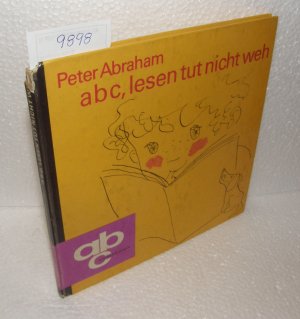 9898
Peter Abraham
abc, lesen tut nicht weh
abc